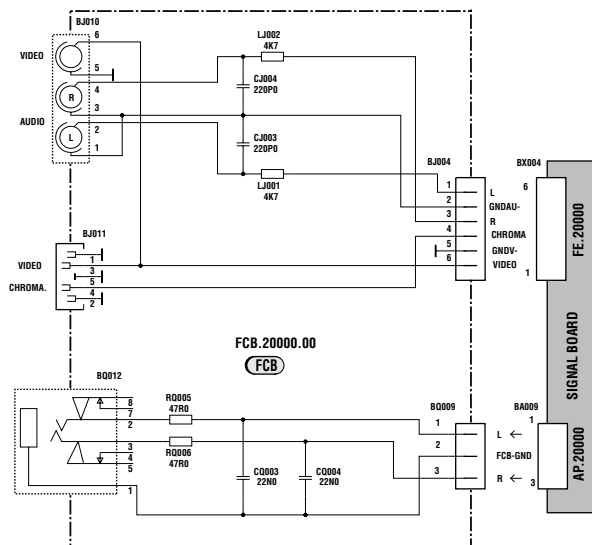 BJ010
6
VIDEO
5
R
4
3
AUDIO
L
2
1
LJ002
4K7
CJ004
220P0
CJ003
220P0
LJ001
4K7
BJ004
1
L
2
GNDAU-
3
R
4
CHROMA
5
GNDV-
6
VIDEO
BX004
6
1
FE.20000
BJ011
VIDEO
1
3
CHROMA.
5
4
2
FCB.20000.00
FCB
SIGNAL BOARD
BQ012
8
7
2
3
4
5
1
RQ005
47R0
RQ006
47R0
CQ003
22N0
CQ004
22N0
BQ009
1
L ←
2
FCB-GND
3
R ←
BA009
1
3
AP.20000